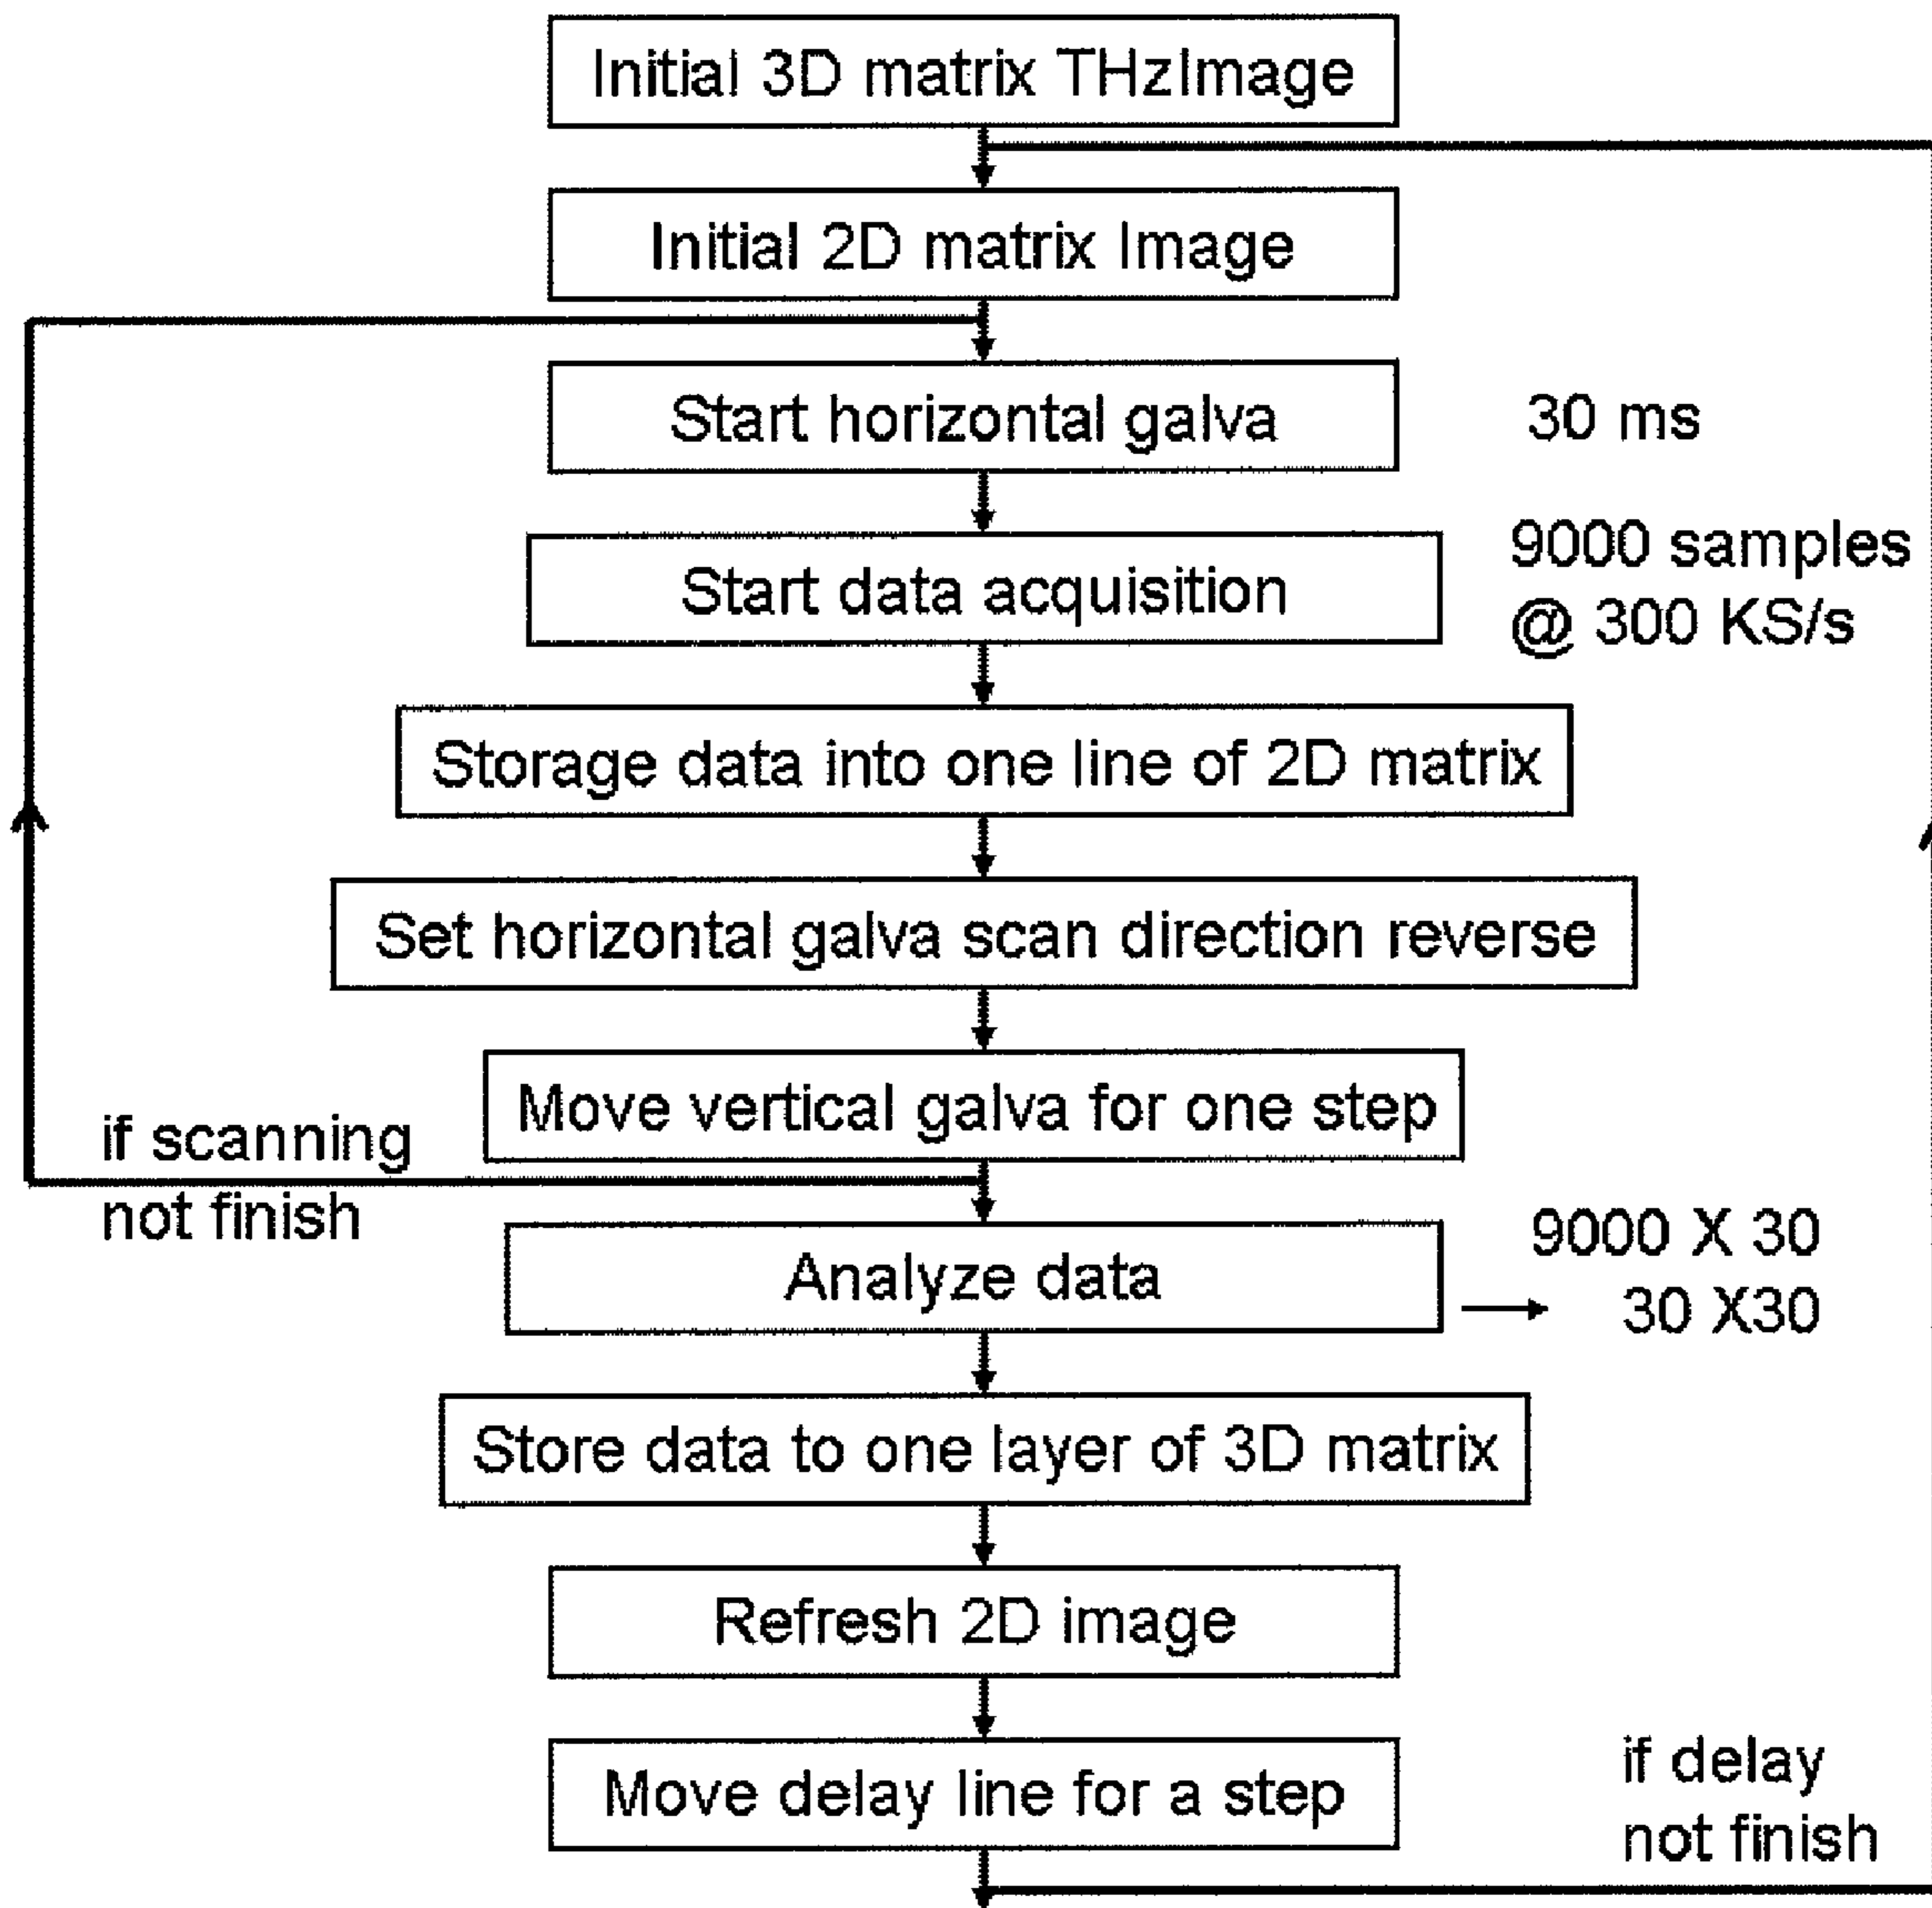 Initial 3D matrix THzImage
Initial 2D matrix Image
Start horizontal galva
30 ms
Start data acquisition
9000 samples
@ 300 KS/s
Storage data into one line of 2D matrix
Set horizontal galva scan direction reverse
Move vertical galva for one step
if scanning
not finish
Analyze data
9000 X 30
30 X30
Store data to one layer of 3D matrix
Refresh 2D image
Move delay line for a step
if delay
not finish